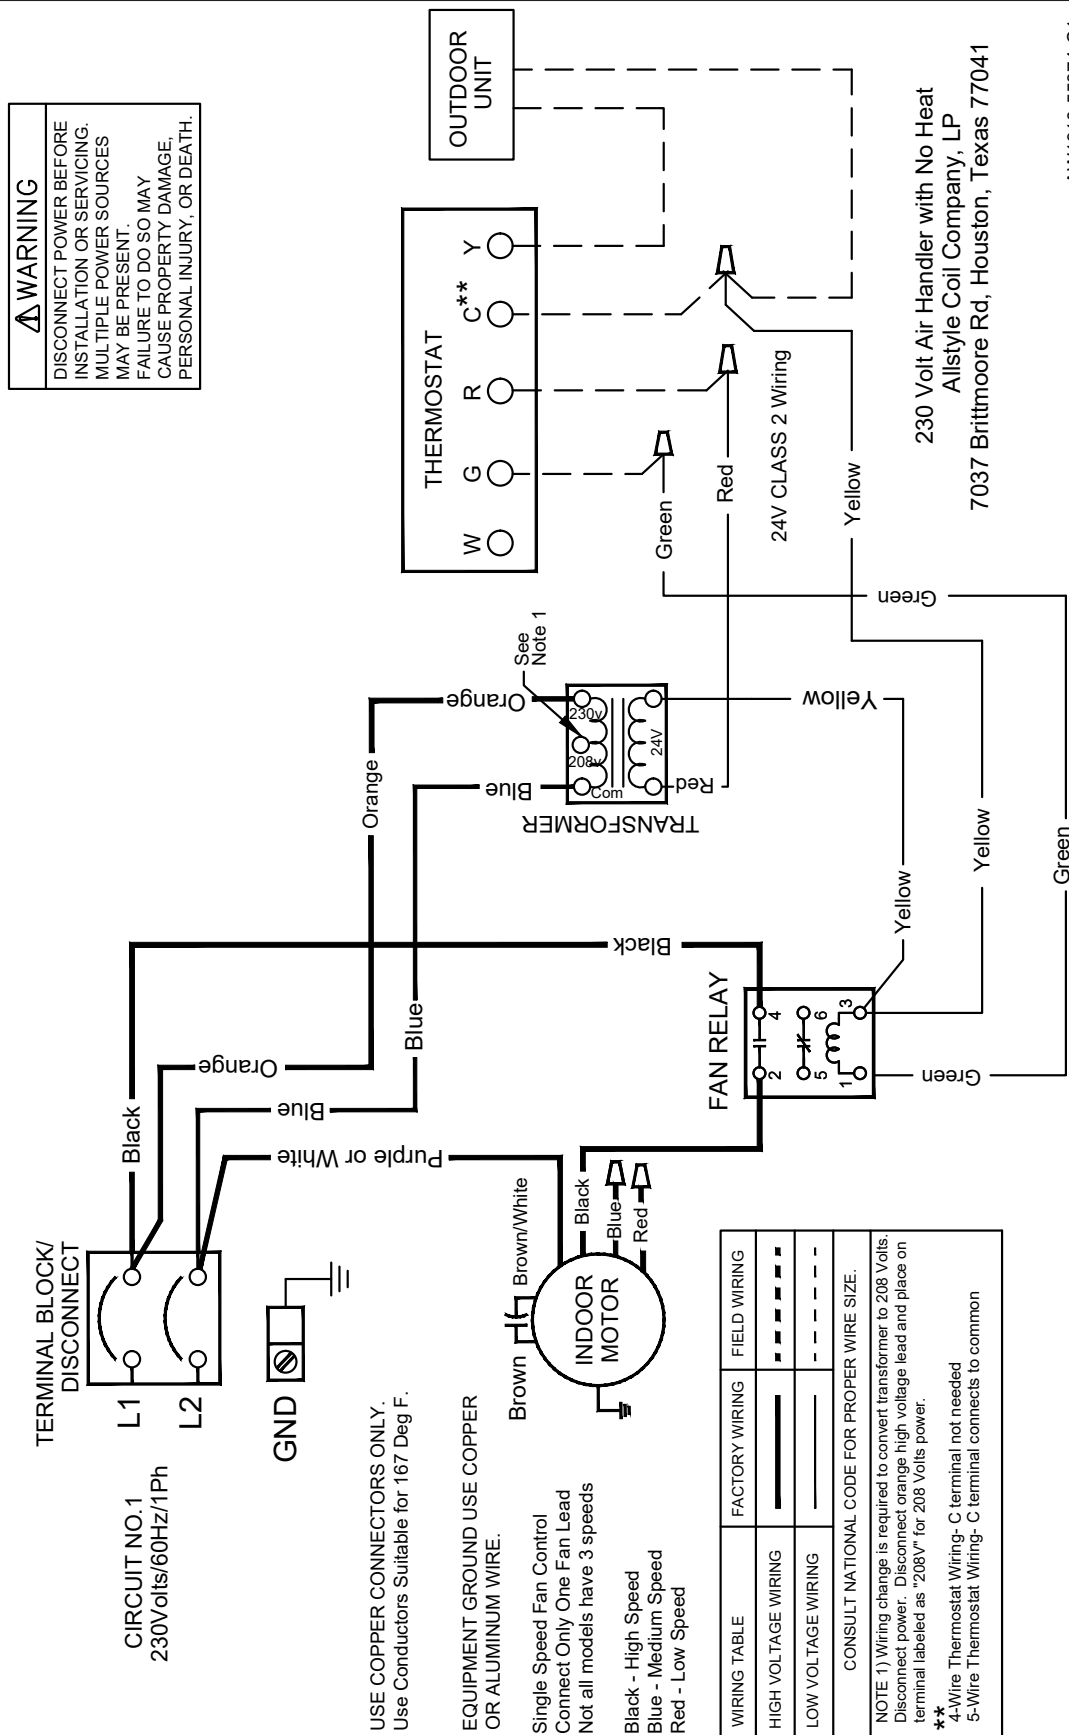 WARNING
DISCONNECT POWER BEFORE
INSTALLATION OR SERVICING.
MULTIPLE POWER SOURCES
MAY BE PRESENT.
FAILURE TO DO SO MAY
CAUSE PROPERTY DAMAGE,
PERSONAL INJURY, OR DEATH.
TERMINAL BLOCK/
DISCONNECT
L1
L2
GND
CIRCUIT NO.1
230Volts/60Hz/1Ph
Black
Orange
Blue
Purple or White
Orange
Blue
Orange
Blue
Black
See
Note 1
230v
208v
Com
24V
TRANSFORMER
Red
Yellow
THERMOSTAT
W
G
R
C**
Y
OUTDOOR
UNIT
Green
Red
24V CLASS 2 Wiring
Yellow
Green
Yellow
Yellow
Green
Green
FAN RELAY
2
4
5
6
1
3
Brown
Brown/White
INDOOR
MOTOR
Black
Blue
Red
USE COPPER CONNECTORS ONLY.
Use Conductors Suitable for 167 Deg F.
EQUIPMENT GROUND USE COPPER
OR ALUMINUM WIRE.
Single Speed Fan Control
Connect Only One Fan Lead
Not all models have 3 speeds
Black - High Speed
Blue - Medium Speed
Red - Low Speed
WIRING TABLE
FACTORY WIRING
FIELD WIRING
HIGH VOLTAGE WIRING
LOW VOLTAGE WIRING
CONSULT NATIONAL CODE FOR PROPER WIRE SIZE.
NOTE 1) Wiring change is required to convert transformer to 208 Volts.
Disconnect power. Disconnect orange high voltage lead and place on
terminal labeled as "208V" for 208 Volts power.
**
4-Wire Thermostat Wiring- C terminal not needed
5-Wire Thermostat Wiring- C terminal connects to common
230 Volt Air Handler with No Heat
Allstyle Coil Company, LP
7037 Brittmoore Rd, Houston, Texas 77041